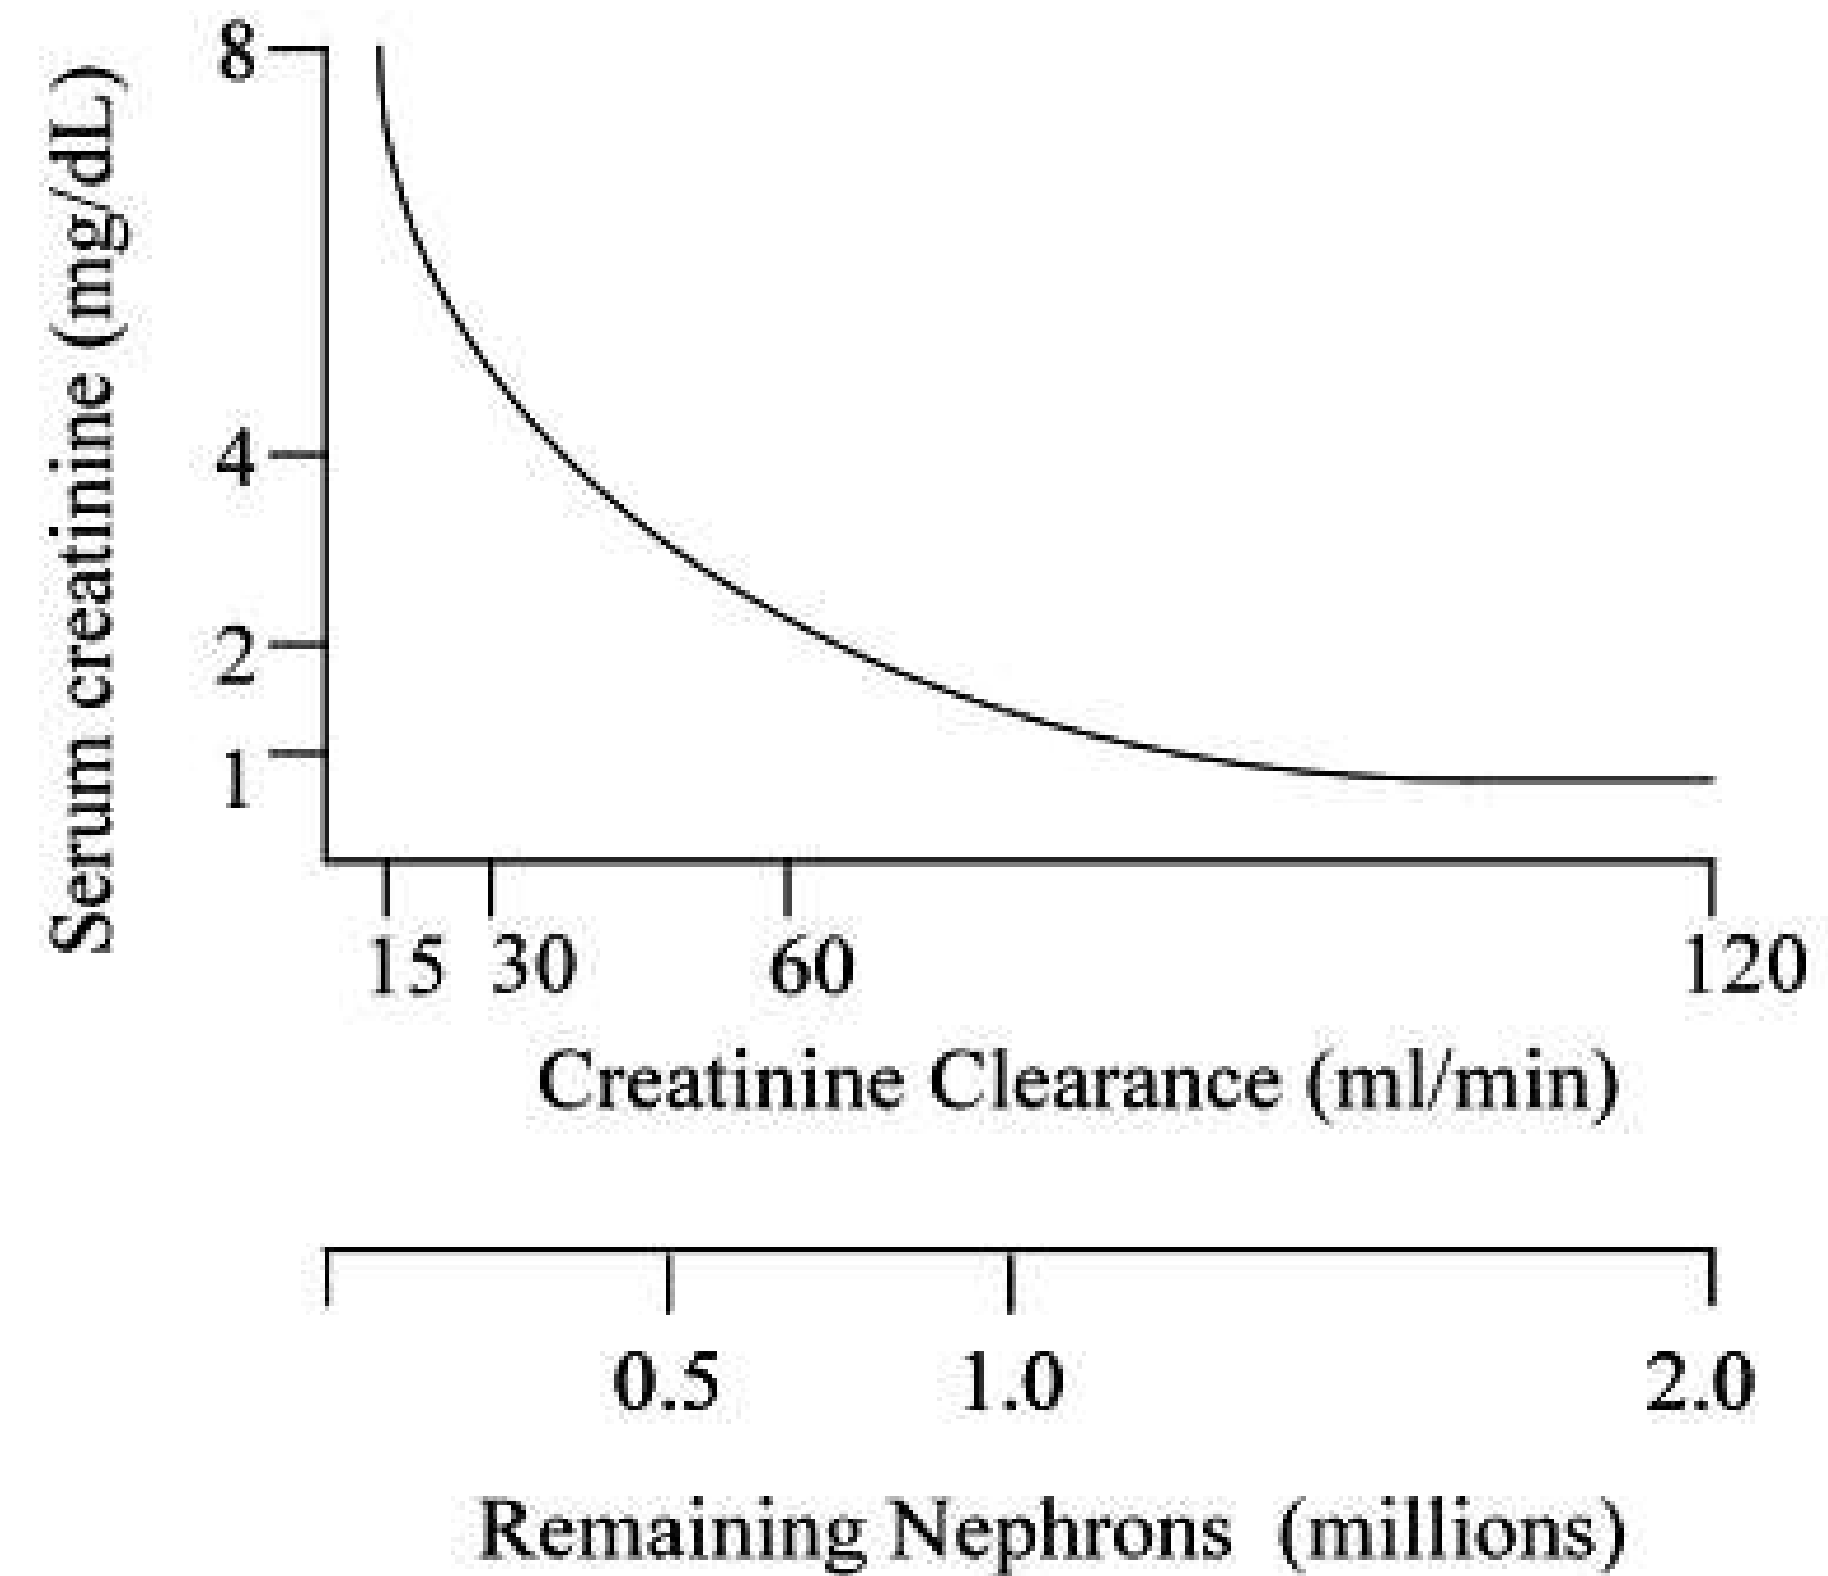 Serum creatinine (mg/dL)
8
4
2
1
15 30 60 120
Creatinine Clearance (ml/min)
0.5 1.0 2.0
Remaining Nephrons (millions)